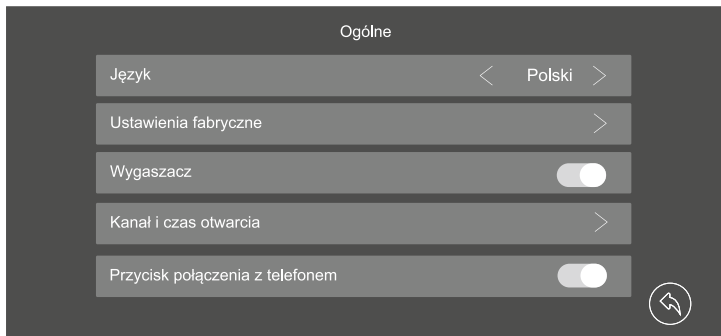 Ogólne
Język
Polski
Ustawienia fabryczne
Wygaszacz
Kanał i czas otwarcia
Przycisk połączenia z telefonem